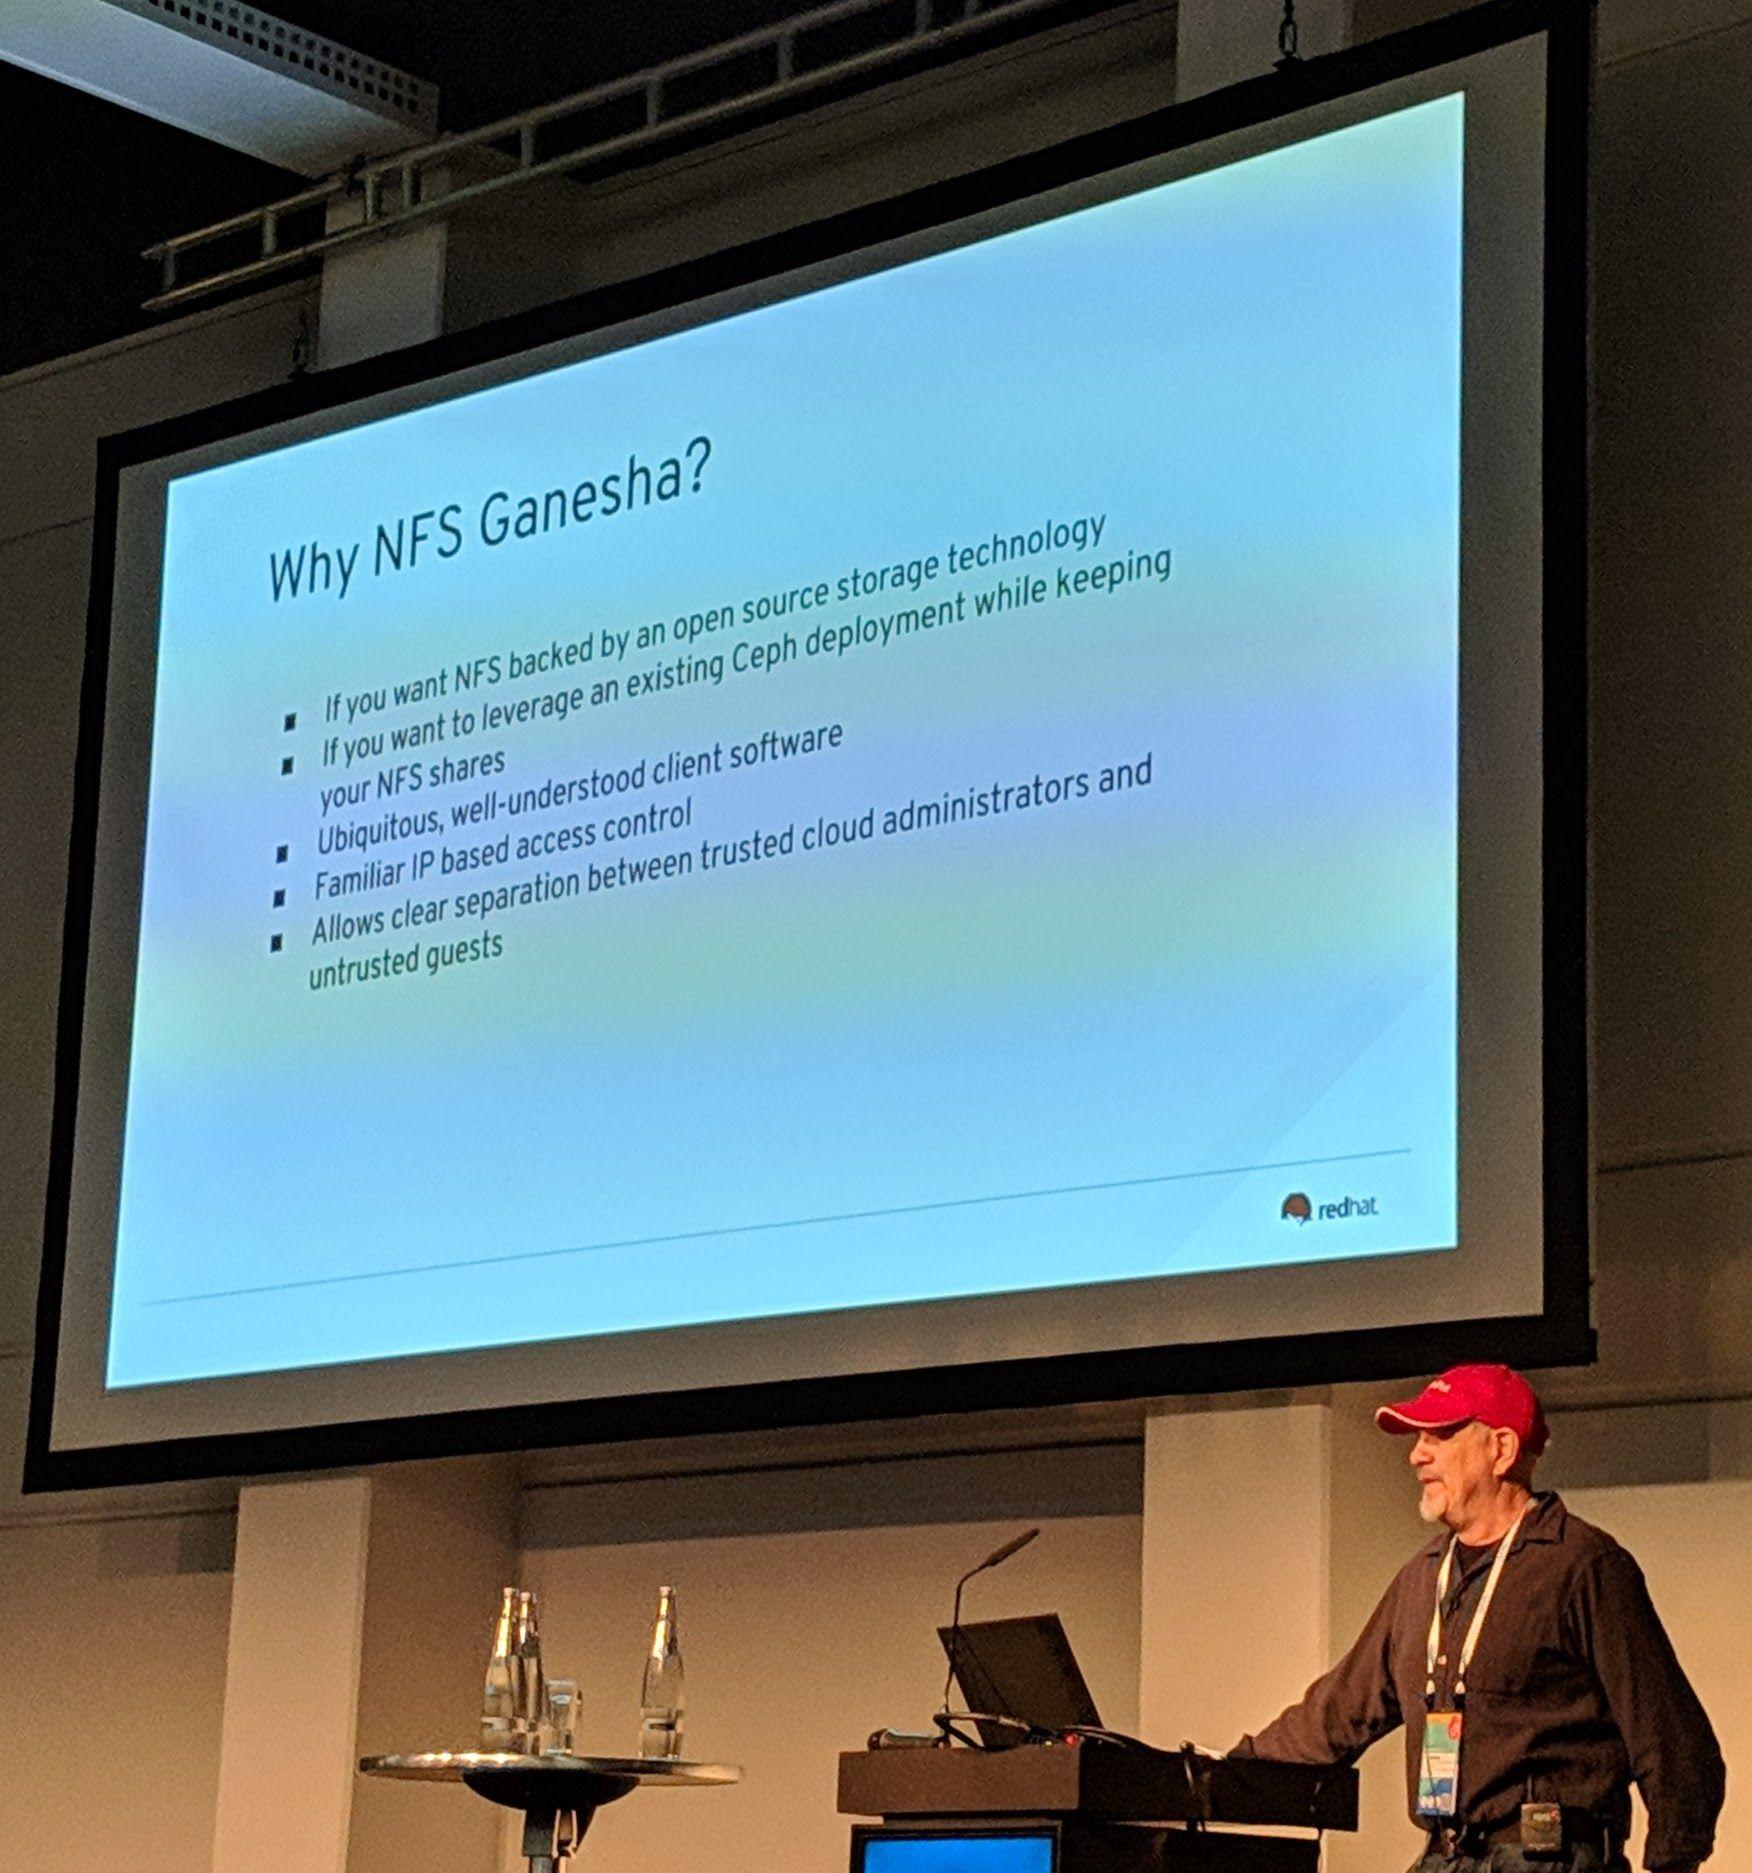 Why NFS Ganesha?
▪ If you want NFS backed by an open source storage technology
▪ If you want to leverage an existing Ceph deployment while keeping
your NFS shares
▪ Ubiquitous, well-understood client software
▪ Familiar IP based access control
▪ Allows clear separation between trusted cloud administrators and
untrusted guests
redhat